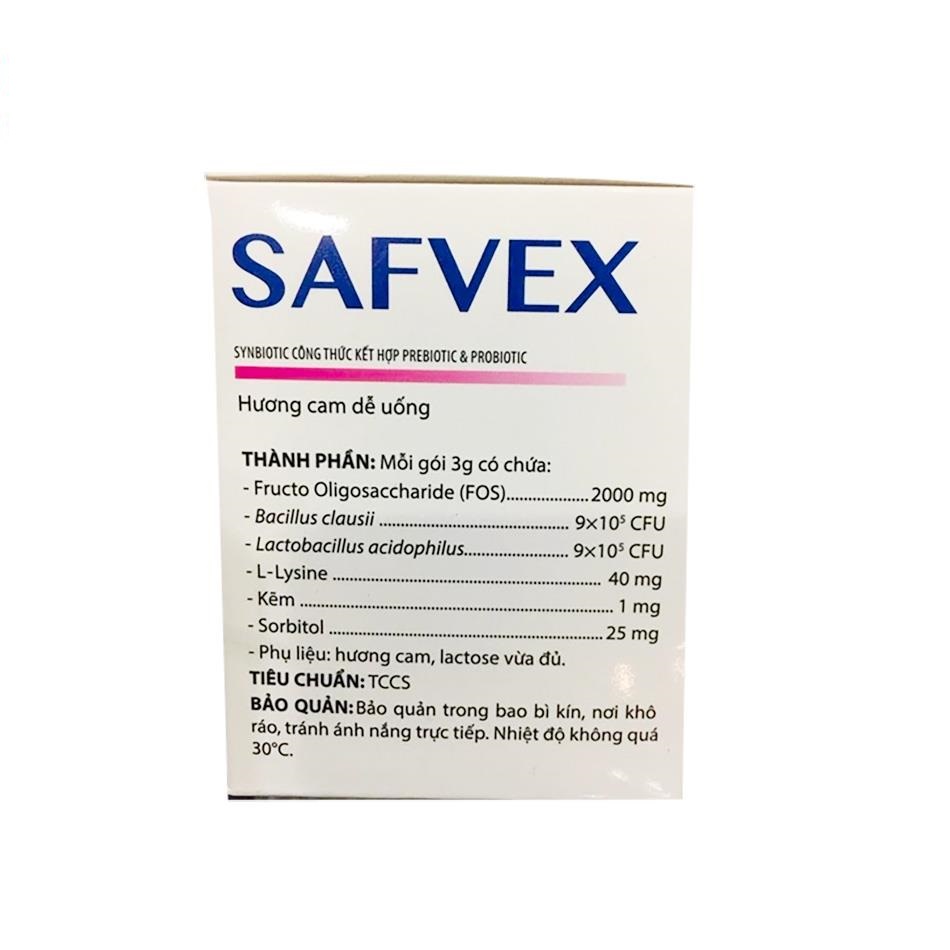 SAFVEX
SYNBIOTIC CÔNG THỨC KẾT HỢP PREBIOTIC & PROBIOTIC
Hương cam dễ uống
THÀNH PHẦN: Mỗi gói 3g có chứa:
- Fructo Oligosaccharide (FOS)....................2000 mg
- Bacillus clausii ............................................. 9×10⁵ CFU
- Lactobacillus acidophilus......................... 9×10⁵ CFU
- L-Lysine ................................................................ 40 mg
- Kẽm .......................................................................... 1 mg
- Sorbitol .................................................................25 mg
- Phụ liệu: hương cam, lactose vừa đủ.
TIÊU CHUẨN: TCCS
BẢO QUẢN: Bảo quản trong bao bì kín, nơi khô
ráo, tránh ánh nắng trực tiếp. Nhiệt độ không quá
30°C.